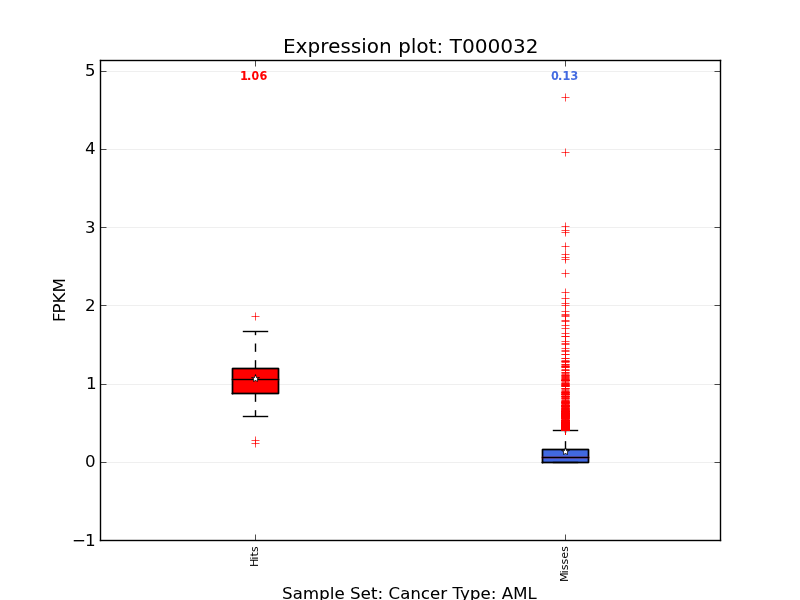 Expression plot: T000032
1.06
0.13
5
4
3
2
1
0
−1
FPKM
Hits
Misses
Sample Set: Cancer Type: AML